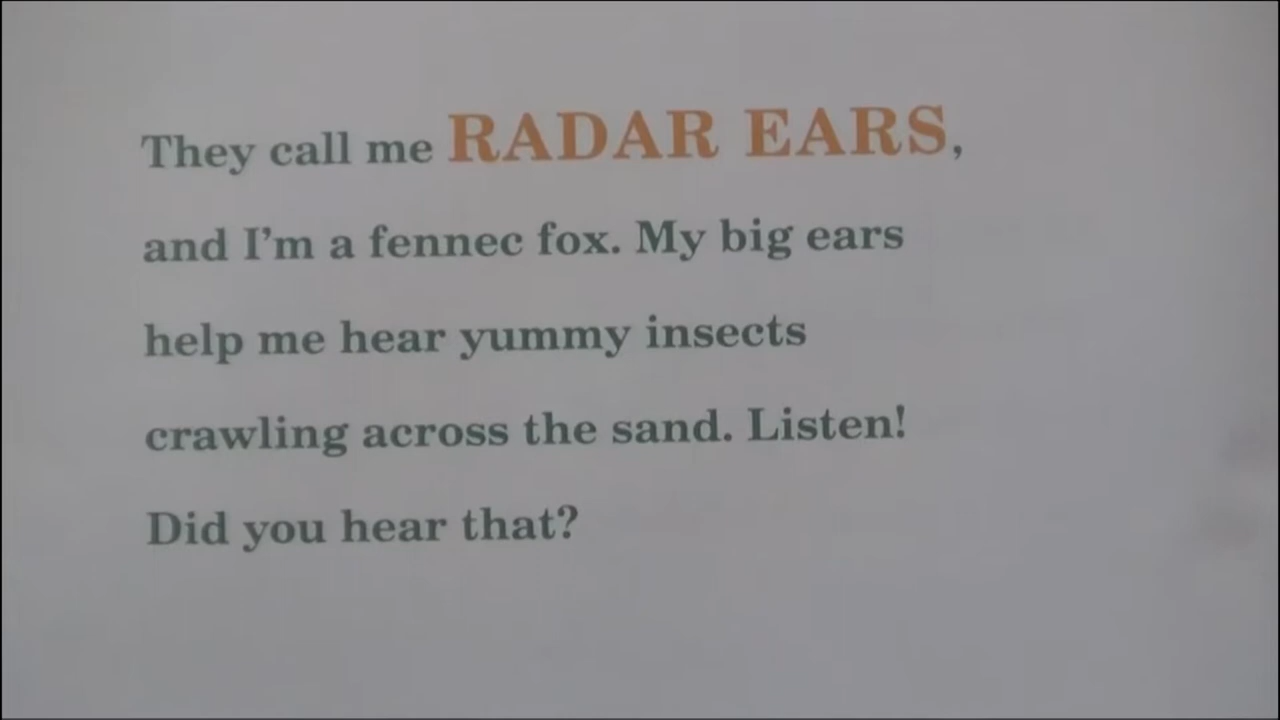 They call me RADAR EARS,
and I'm a fennec fox. My big ears
help me hear yummy insects
crawling across the sand. Listen!
Did you hear that?